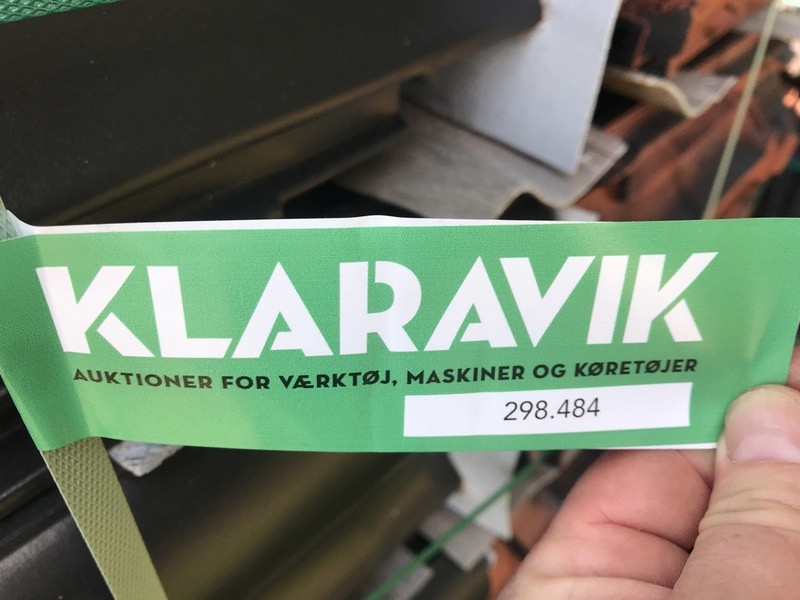 KLARAVIK
AUKTIONER FOR VÆRKTØJ, MASKINER OG KØRETØJER
298.484